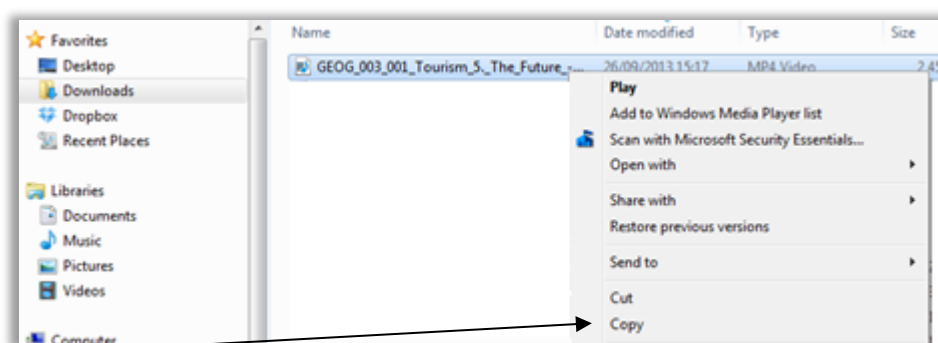 Favorites
Desktop
Downloads
Dropbox
Recent Places
Libraries
Documents
Music
Pictures
Videos
Computer
Name Date modified Type Size
GEOG_003_001_Tourism_5._The_Future_-... 26/09/2013 15:17 MP4 Video 2,45
Play
Add to Windows Media Player list
Scan with Microsoft Security Essentials...
Open with
Share with
Restore previous versions
Send to
Cut
Copy